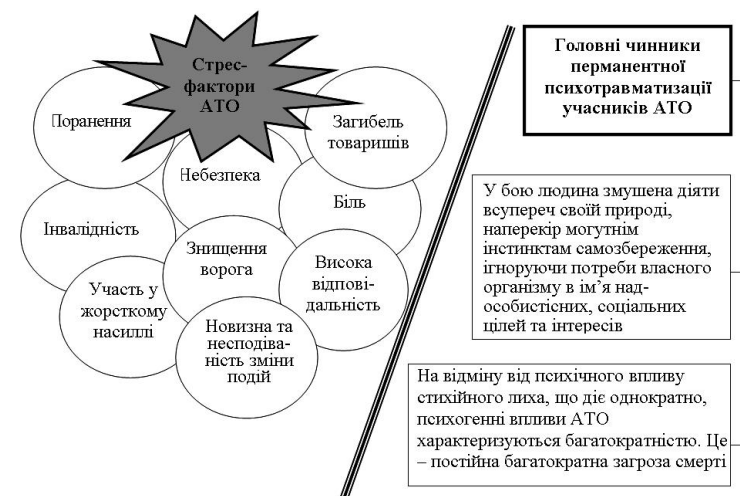 Стрес-
фактори
АТО
Поранення
Загибель
товаришів
Небезпека
Біль
Інвалідність
Знищення
ворога
Висока
відпові-
дальність
Участь у
жорсткому
насиллі
Новизна та
несподіва-
ність зміни
подій
Головні чинники
перманентної
психотравматизації
учасників АТО
У бою людина змушена діяти
всупереч своїй природі,
наперекір могутнім
інстинктам самозбереження,
ігноруючи потреби власного
організму в ім’я над-
особистісних, соціальних
цілей та інтересів
На відміну від психічного впливу
стихійного лиха, що діє однократно,
психогенні впливи АТО
характеризуються багатократністю. Це
– постійна багатократна загроза смерті